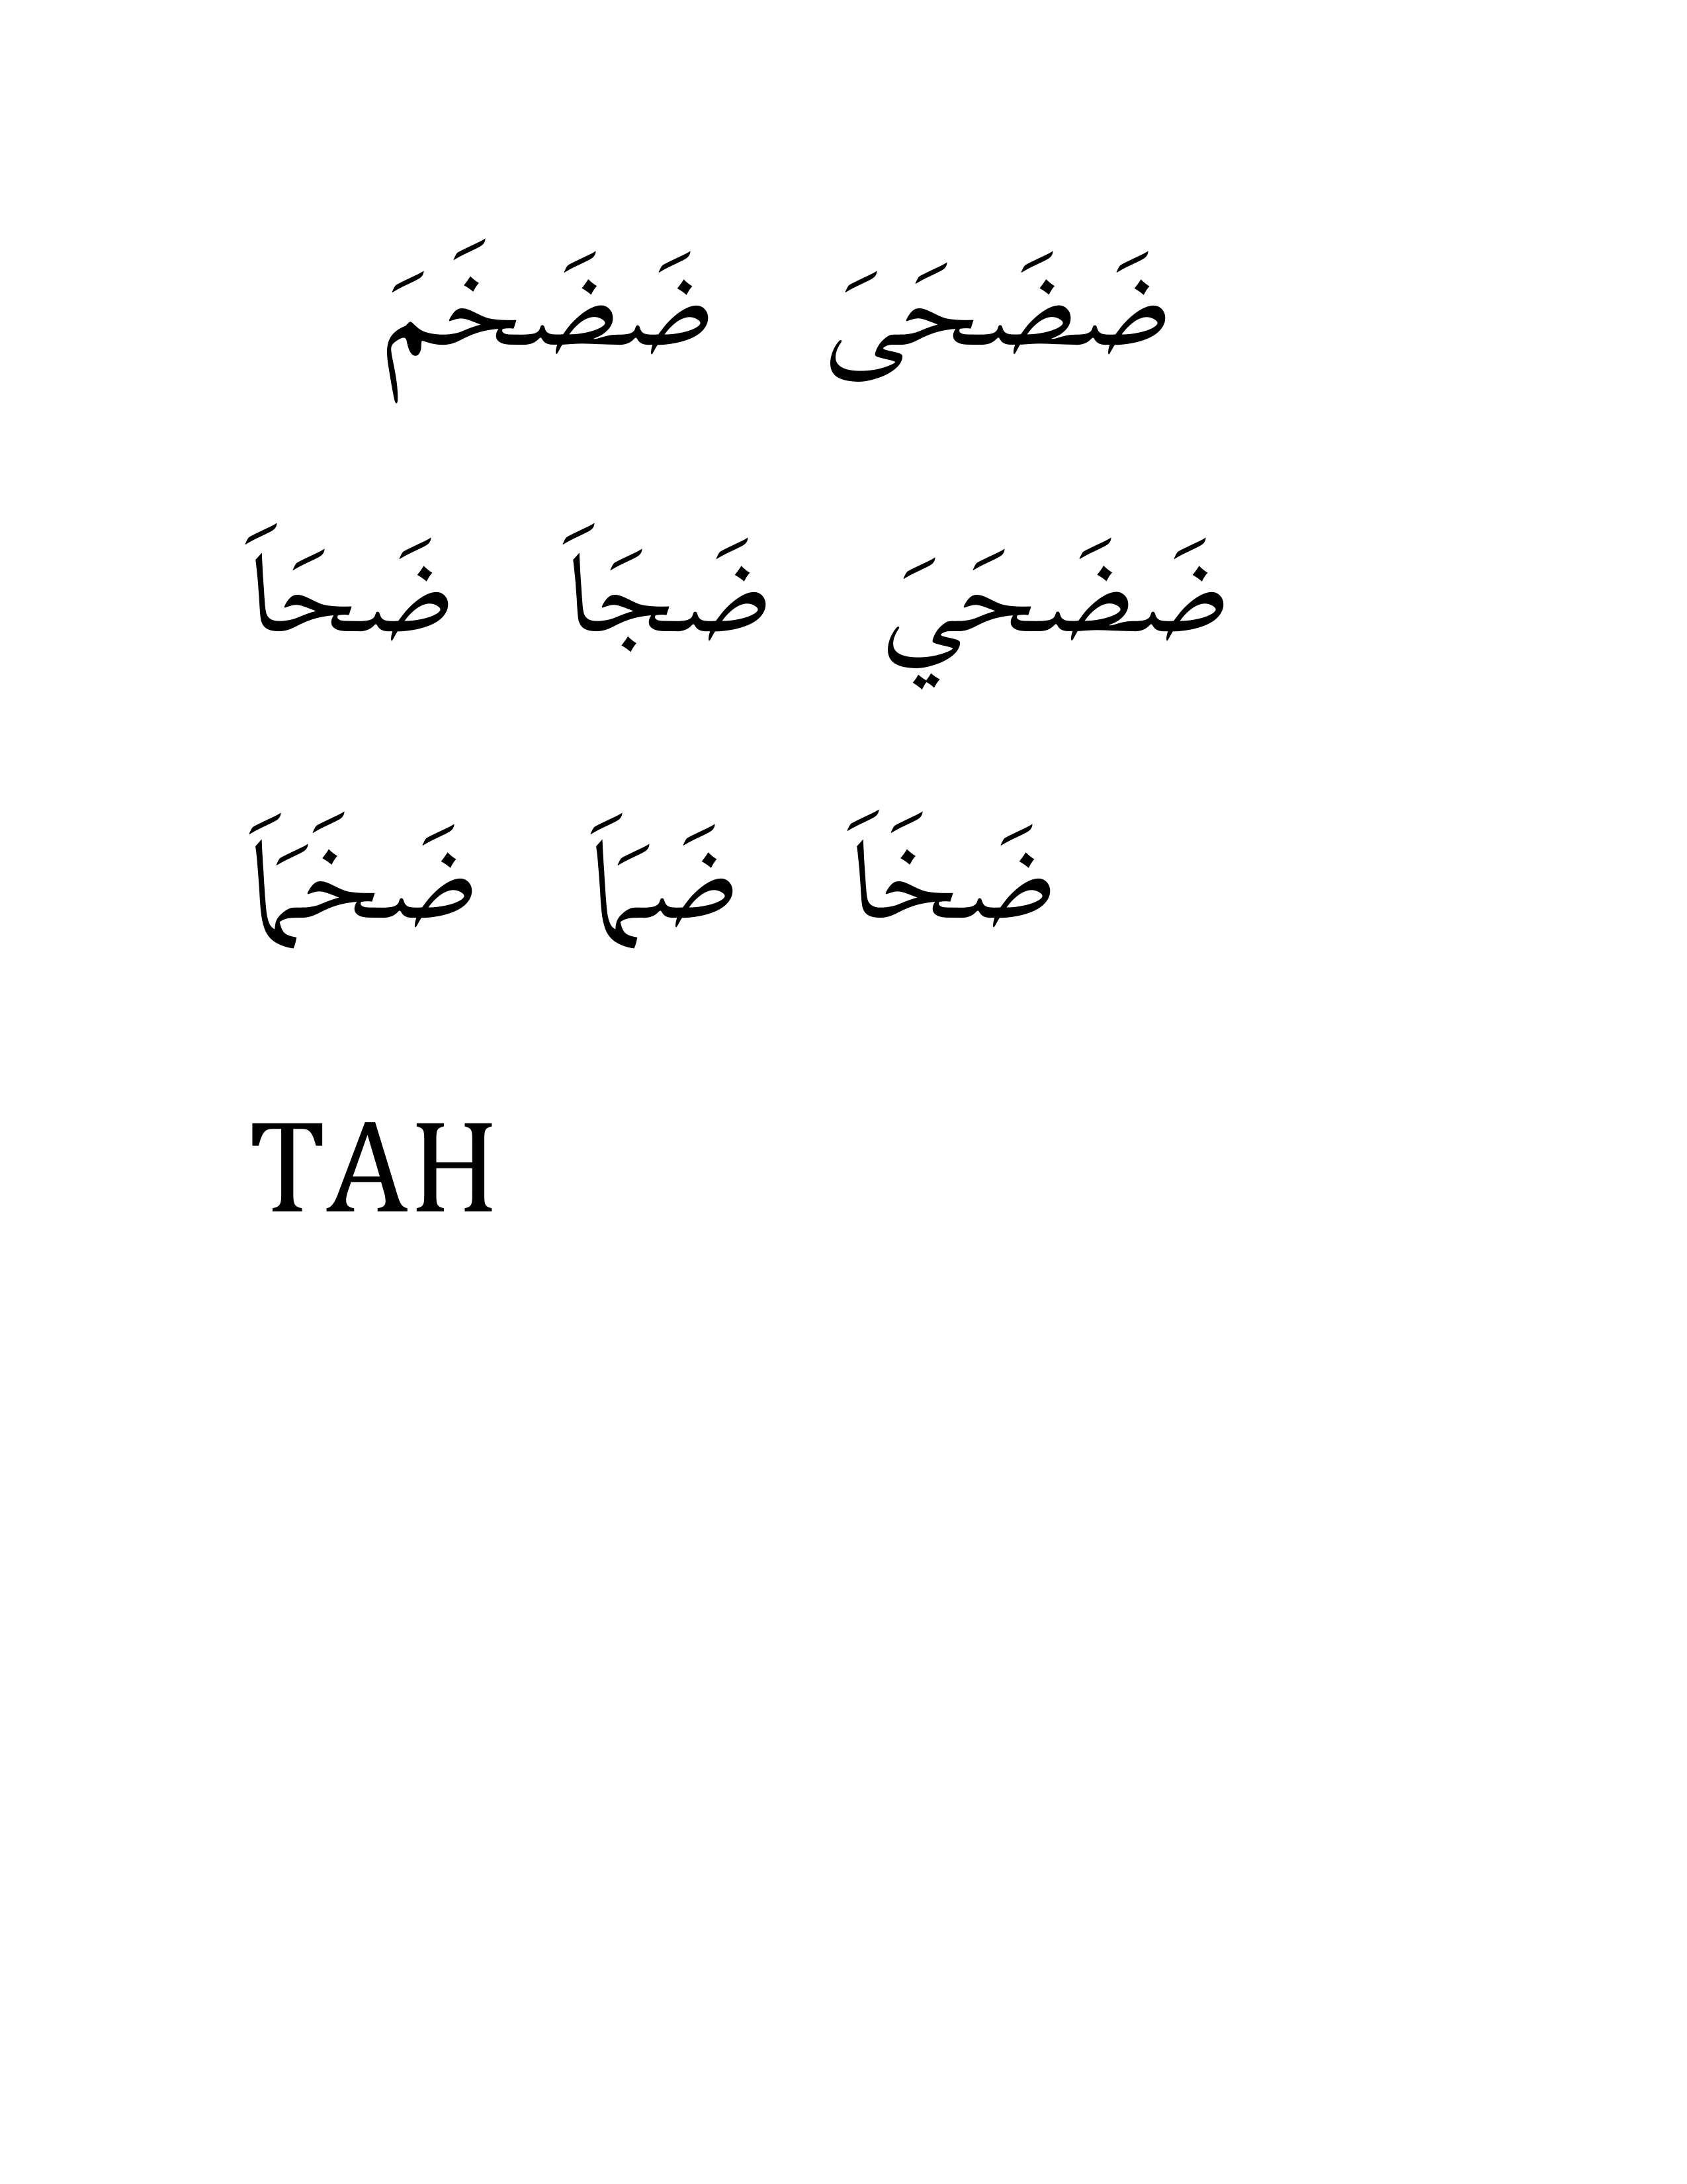 ضَضَحَىَ ضَضَخَمَ
ضَضَحَيَ ضَجَاَ ضَحَاَ
ضَخَاَ ضَمَاَ ضَخَمَاَ
TAH